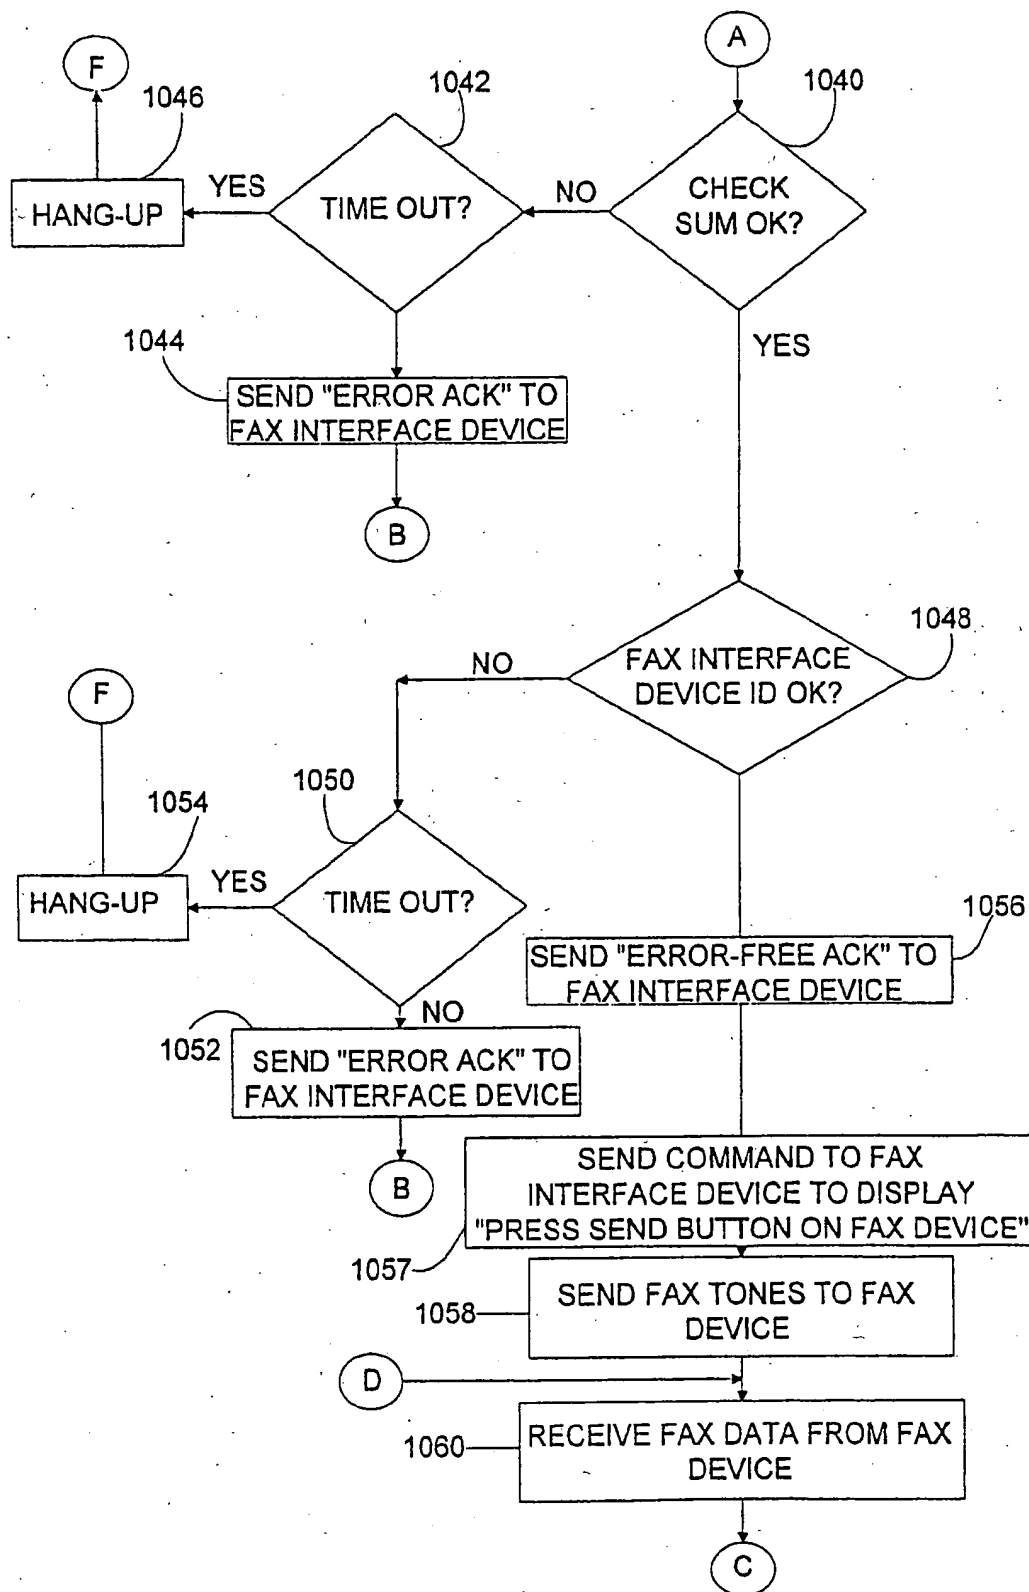 A
F
1046
1042
1040
HANG-UP
YES
TIME OUT?
NO
CHECK
SUM OK?
YES
1044
SEND "ERROR ACK" TO
FAX INTERFACE DEVICE
B
1048
FAX INTERFACE
DEVICE ID OK?
NO
F
1050
1054
HANG-UP
YES
TIME OUT?
1056
SEND "ERROR-FREE ACK" TO
FAX INTERFACE DEVICE
NO
1052
SEND "ERROR ACK" TO
FAX INTERFACE DEVICE
B
SEND COMMAND TO FAX
INTERFACE DEVICE TO DISPLAY
"PRESS SEND BUTTON ON FAX DEVICE"
1057
1058
SEND FAX TONES TO FAX
DEVICE
D
1060
RECEIVE FAX DATA FROM FAX
DEVICE
C